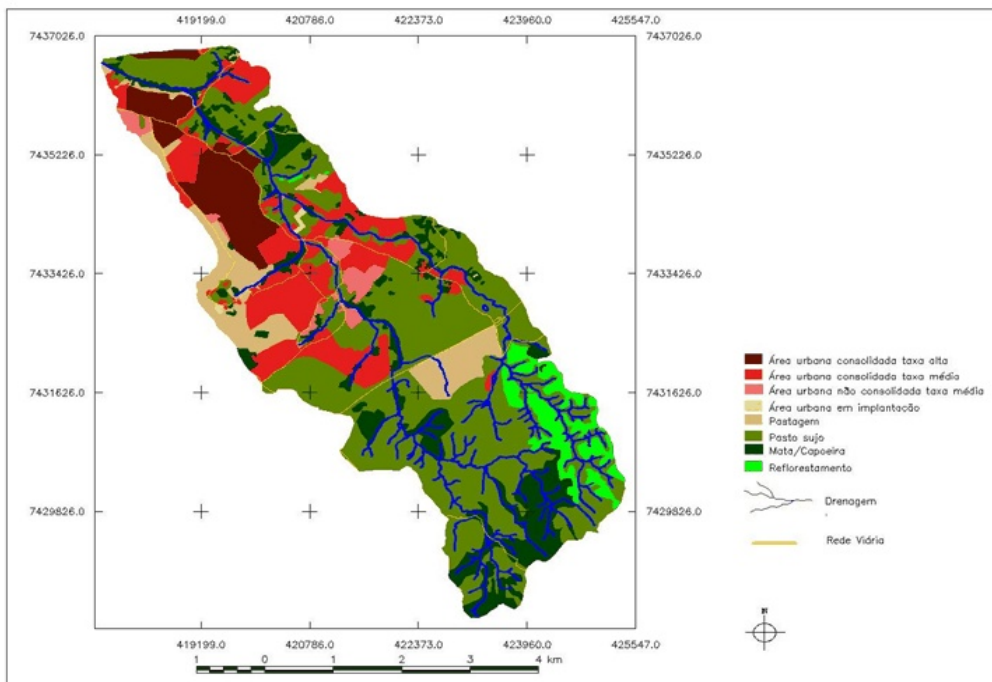 419199.0 420786.0 422373.0 423960.0 425547.0
7437026.0 7437026.0
7435226.0 7435226.0
7433426.0 7433426.0
7431626.0 7431626.0
7429826.0 7429826.0
419199.0 420786.0 422373.0 423960.0 425547.0
1 0 1 2 3 4 km
Área urbana consolidada taxa alta
Área urbana consolidada taxa média
Área urbana não consolidada taxa média
Área urbana em implantação
Pastagem
Pasto sujo
Mata/Capoeira
Reflorestamento
Drenagem
Rede Viária
N